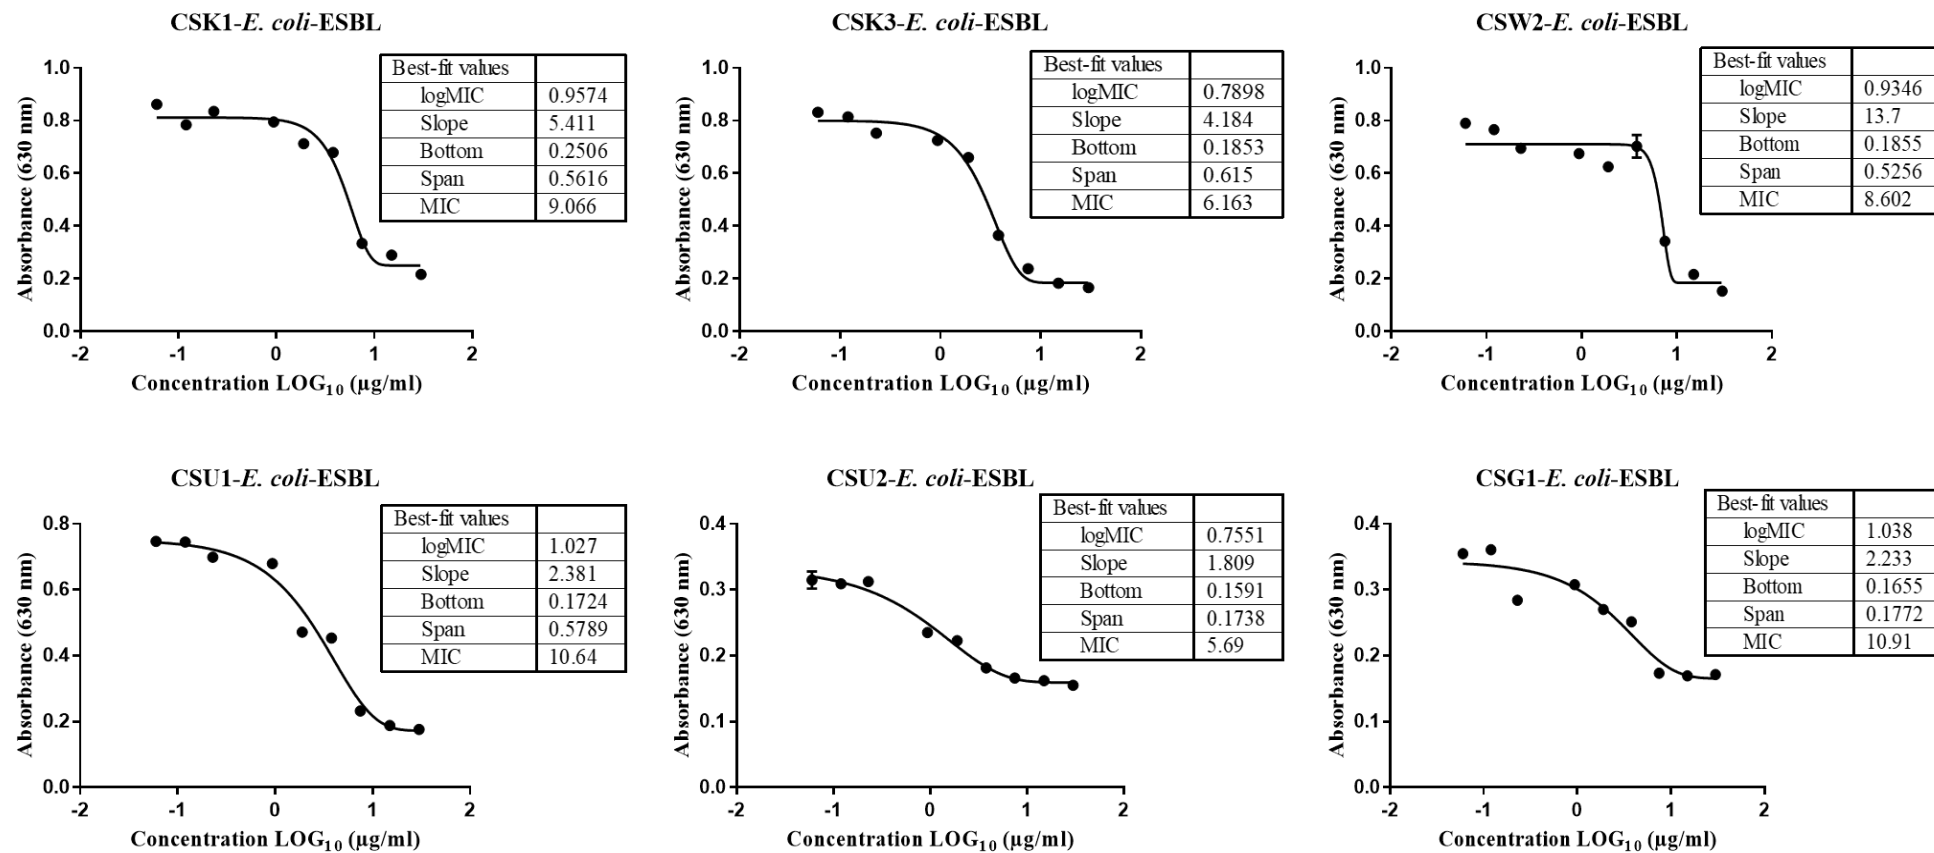 CSK1-E. coli-ESBL
Best-fit values
logMIC 0.9574
Slope 5.411
Bottom 0.2506
Span 0.5616
MIC 9.066
1.0
0.8
0.6
0.4
0.2
0.0
Absorbance (630 nm)
-2 -1 0 1 2
Concentration LOG₁₀ (µg/ml)
CSK3-E. coli-ESBL
Best-fit values
logMIC 0.7898
Slope 4.184
Bottom 0.1853
Span 0.615
MIC 6.163
1.0
0.8
0.6
0.4
0.2
0.0
Absorbance (630 nm)
-2 -1 0 1 2
Concentration LOG₁₀ (µg/ml)
CSW2-E. coli-ESBL
Best-fit values
logMIC 0.9346
Slope 13.7
Bottom 0.1855
Span 0.5256
MIC 8.602
1.0
0.8
0.6
0.4
0.2
0.0
Absorbance (630 nm)
-2 -1 0 1 2
Concentration LOG₁₀ (µg/ml)
CSU1-E. coli-ESBL
Best-fit values
logMIC 1.027
Slope 2.381
Bottom 0.1724
Span 0.5789
MIC 10.64
0.8
0.6
0.4
0.2
0.0
Absorbance (630 nm)
-2 -1 0 1 2
Concentration LOG₁₀ (µg/ml)
CSU2-E. coli-ESBL
Best-fit values
logMIC 0.7551
Slope 1.809
Bottom 0.1591
Span 0.1738
MIC 5.69
0.4
0.3
0.2
0.1
0.0
Absorbance (630 nm)
-2 -1 0 1 2
Concentration LOG₁₀ (µg/ml)
CSG1-E. coli-ESBL
Best-fit values
logMIC 1.038
Slope 2.233
Bottom 0.1655
Span 0.1772
MIC 10.91
0.4
0.3
0.2
0.1
0.0
Absorbance (630 nm)
-2 -1 0 1 2
Concentration LOG₁₀ (µg/ml)